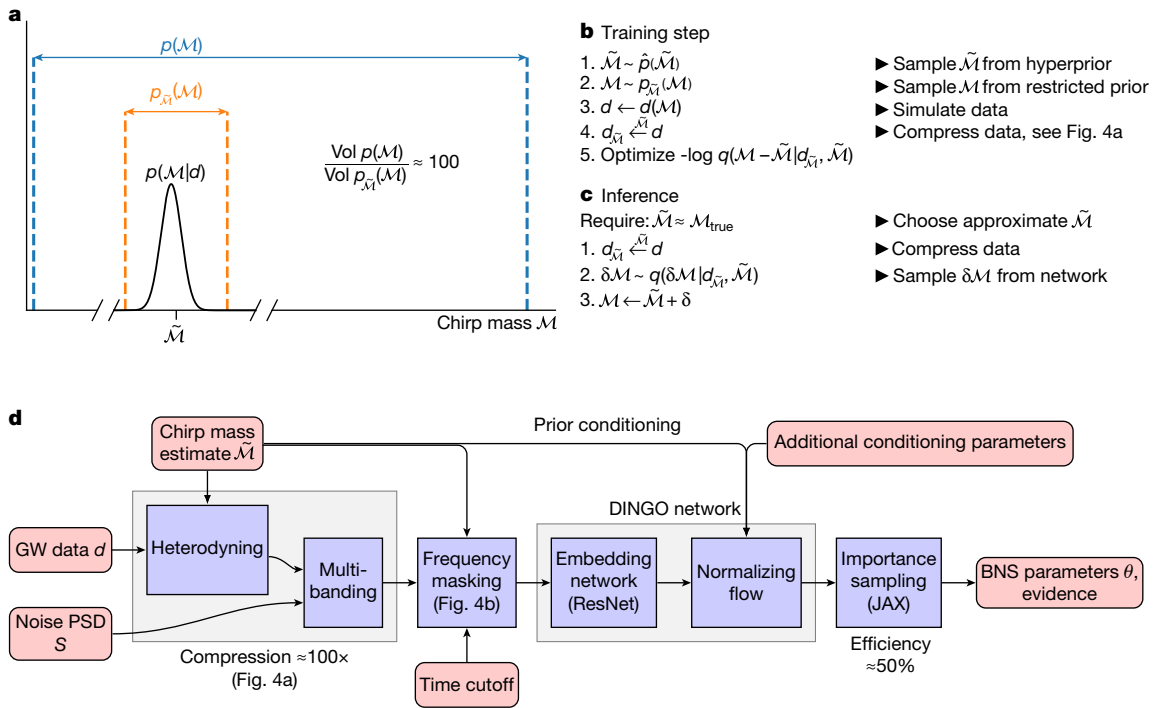 a
p(ℳ)
p_ℳ̃(ℳ)
p(ℳ|d)
Vol p(ℳ)
Vol p_ℳ̃(ℳ)
≈ 100
ℳ̃
Chirp mass ℳ
b Training step
1. ℳ̃ ~ p̂(ℳ̃) ▶ Sample ℳ̃ from hyperprior
2. ℳ ~ p_ℳ̃(ℳ) ▶ Sample ℳ from restricted prior
3. d ← d(ℳ) ▶ Simulate data
4. d_ℳ̃ ←^ℳ̃ d ▶ Compress data, see Fig. 4a
5. Optimize -log q(ℳ – ℳ̃|d_ℳ̃, ℳ̃)
c Inference
Require: ℳ̃ ≈ ℳ_true ▶ Choose approximate ℳ̃
1. d_ℳ̃ ←^ℳ̃ d ▶ Compress data
2. δℳ ~ q(δℳ|d_ℳ̃, ℳ̃) ▶ Sample δℳ from network
3. ℳ ← ℳ̃ + δ
d
Chirp mass
estimate ℳ̃
Prior conditioning
Additional conditioning parameters
DINGO network
GW data d
Heterodyning
Multi-
banding
Frequency
masking
(Fig. 4b)
Embedding
network
(ResNet)
Normalizing
flow
Importance
sampling
(JAX)
BNS parameters θ,
evidence
Noise PSD
S
Compression ≈100×
(Fig. 4a)
Time cutoff
Efficiency
≈50%